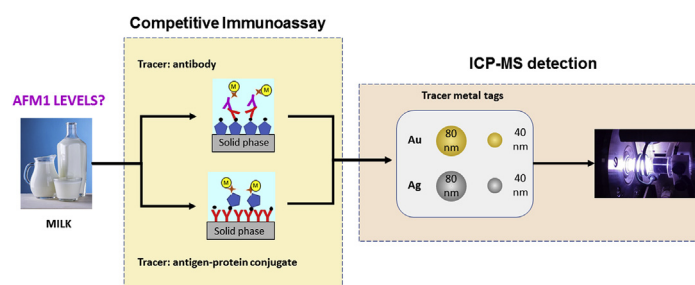 Competitive Immunoassay
Tracer: antibody
M
M
Solid phase
M
M
Solid phase
Tracer: antigen-protein conjugate
AFM1 LEVELS?
MILK
ICP-MS detection
Tracer metal tags
Au
80
nm
40
nm
Ag
80
nm
40
nm